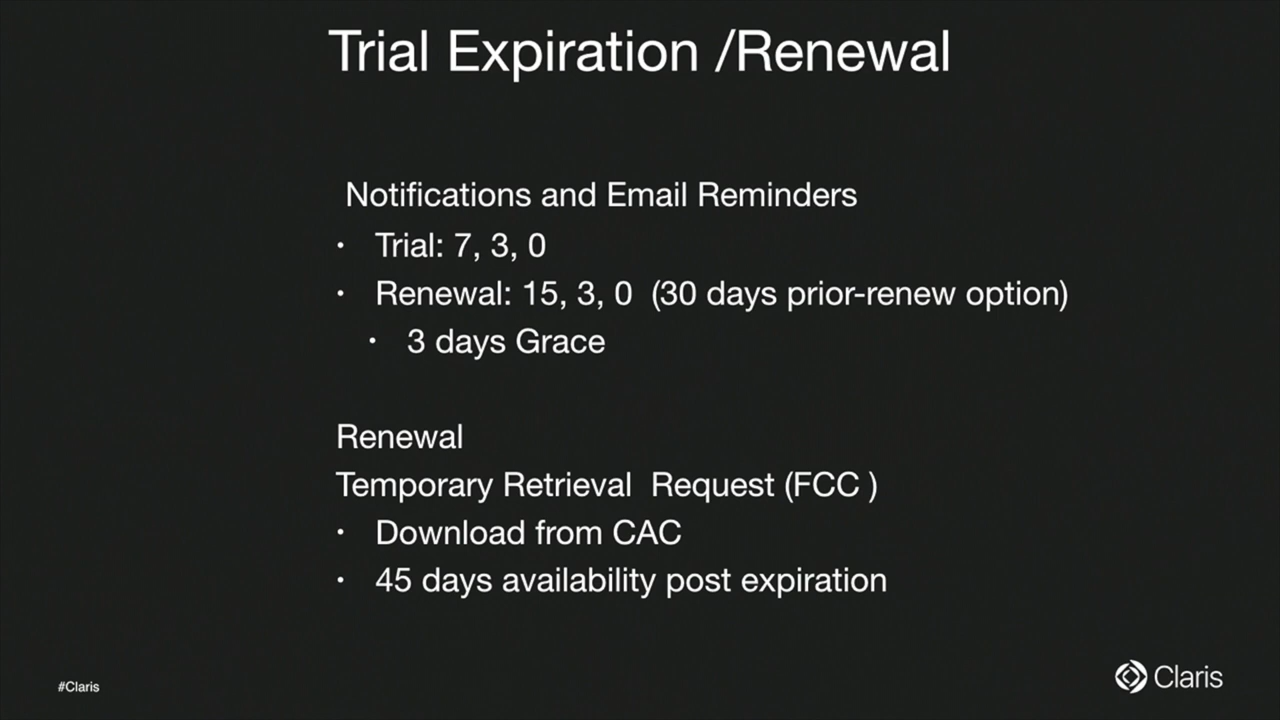 Trial Expiration /Renewal
Notifications and Email Reminders
• Trial: 7, 3, 0
• Renewal: 15, 3, 0 (30 days prior-renew option)
• 3 days Grace
Renewal
Temporary Retrieval Request (FCC )
• Download from CAC
• 45 days availability post expiration
#Claris
Claris